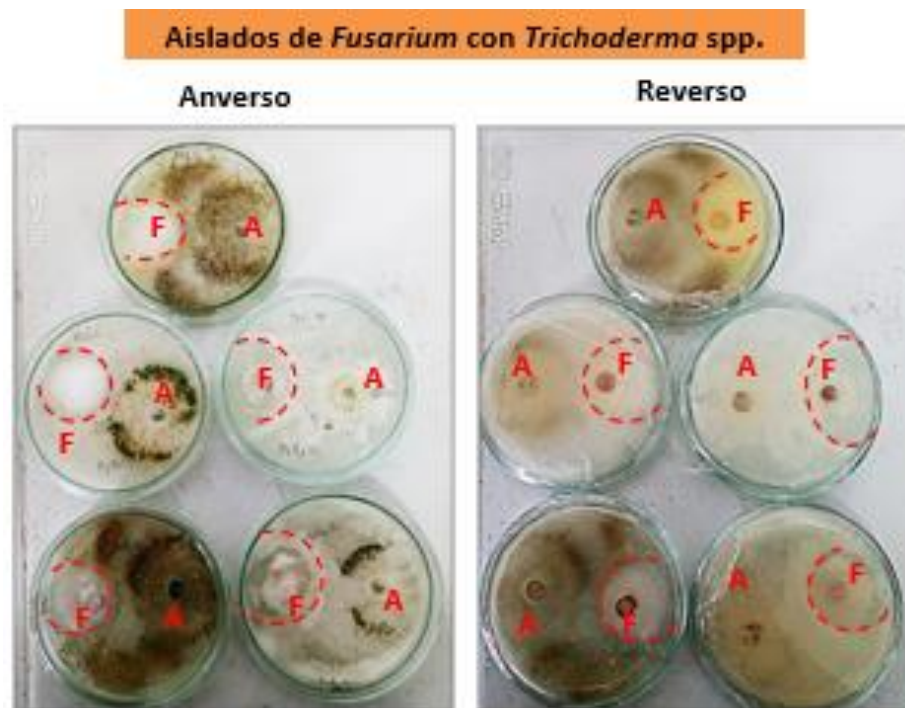 Aislados de Fusarium con Trichoderma spp.
Anverso
Reverso
F A
A F
A
F
F A
A F
A F
F A
F A
A F
A F